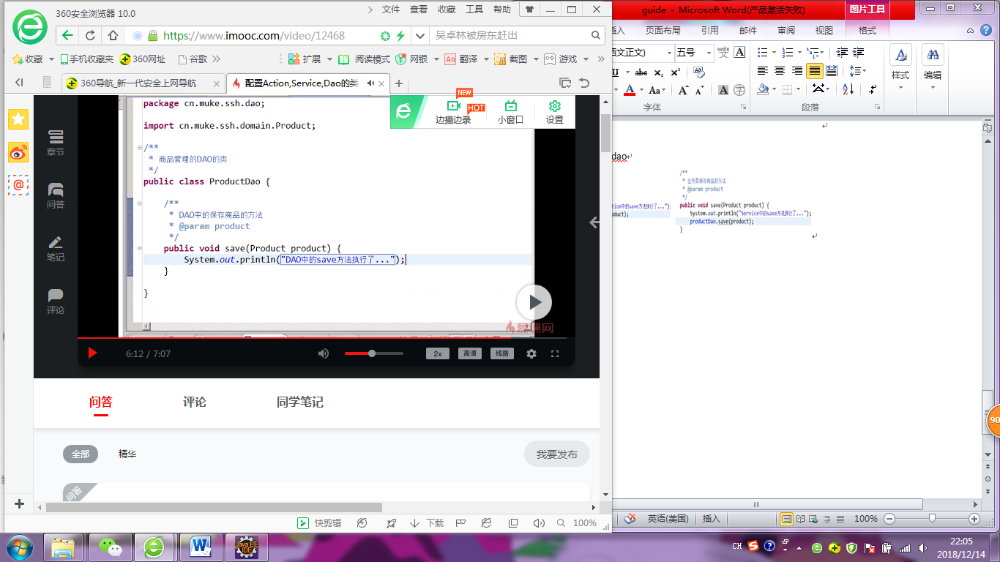 360安全浏览器 10.0
文件 查看 收藏 工具 帮助
https://www.imooc.com/video/12468
吴卓林被房东赶出
收藏 手机收藏夹 360网址 谷歌 扩展 阅读模式 网银 翻译 截图 游戏
360导航_新一代安全上网导航
配置Action,Service,Dao的类
章节
问答
笔记
评论
package cn.muke.ssh.dao;
import cn.muke.ssh.domain.Product;
/**
* 商品管理的DAO的类
*/
public class ProductDao {
/**
* DAO中的保存商品的方法
* @param product
*/
public void save(Product product) {
System.out.println("DAO中的save方法执行了...");
}
}
NEW
边播边录 HOT
小窗口
设置
慕课网
6:12 / 7:07
2x 高清 线路
问答 评论 同学笔记
全部 精华
我要发布
问答
快剪辑 下载 100%
guide - Microsoft Word(产品激活失败)
图片工具
插入 页面布局 引用 邮件 审阅 视图 格式
西文正文) 五号 wén 文 A
U abc x₂ x²
A Aa A A A 字
字体
段落
样式
编辑
dao
/**
* 业务层保存商品的方法
* @param product
*/
public void save(Product product) {
System.out.println("Service中的save方法执行了...");
productDao.save(product);
}
tion中的save方法执行了...");
oduct);
90
英语(美国) 插入 100%
Java EE
IDE
CH
22:05
2018/12/14